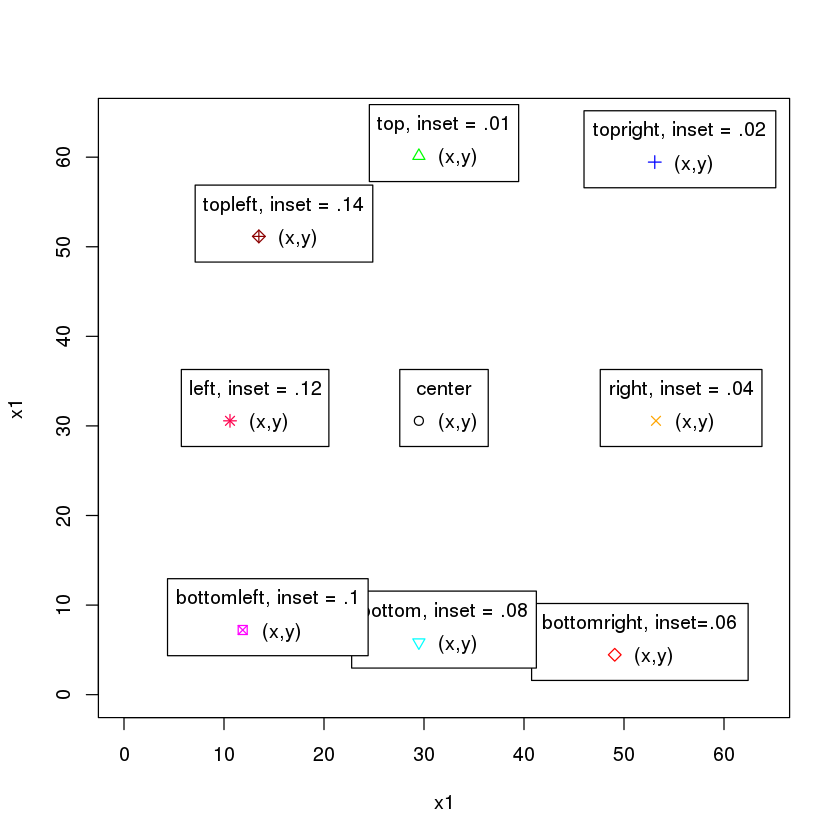 top, inset = .01
(x,y)
topright, inset = .02
(x,y)
topleft, inset = .14
(x,y)
left, inset = .12
(x,y)
center
(x,y)
right, inset = .04
(x,y)
bottomleft, inset = .1
(x,y)
ottom, inset = .08
(x,y)
bottomright, inset=.06
(x,y)
60
50
40
30
20
10
0
x1
0 10 20 30 40 50 60
x1